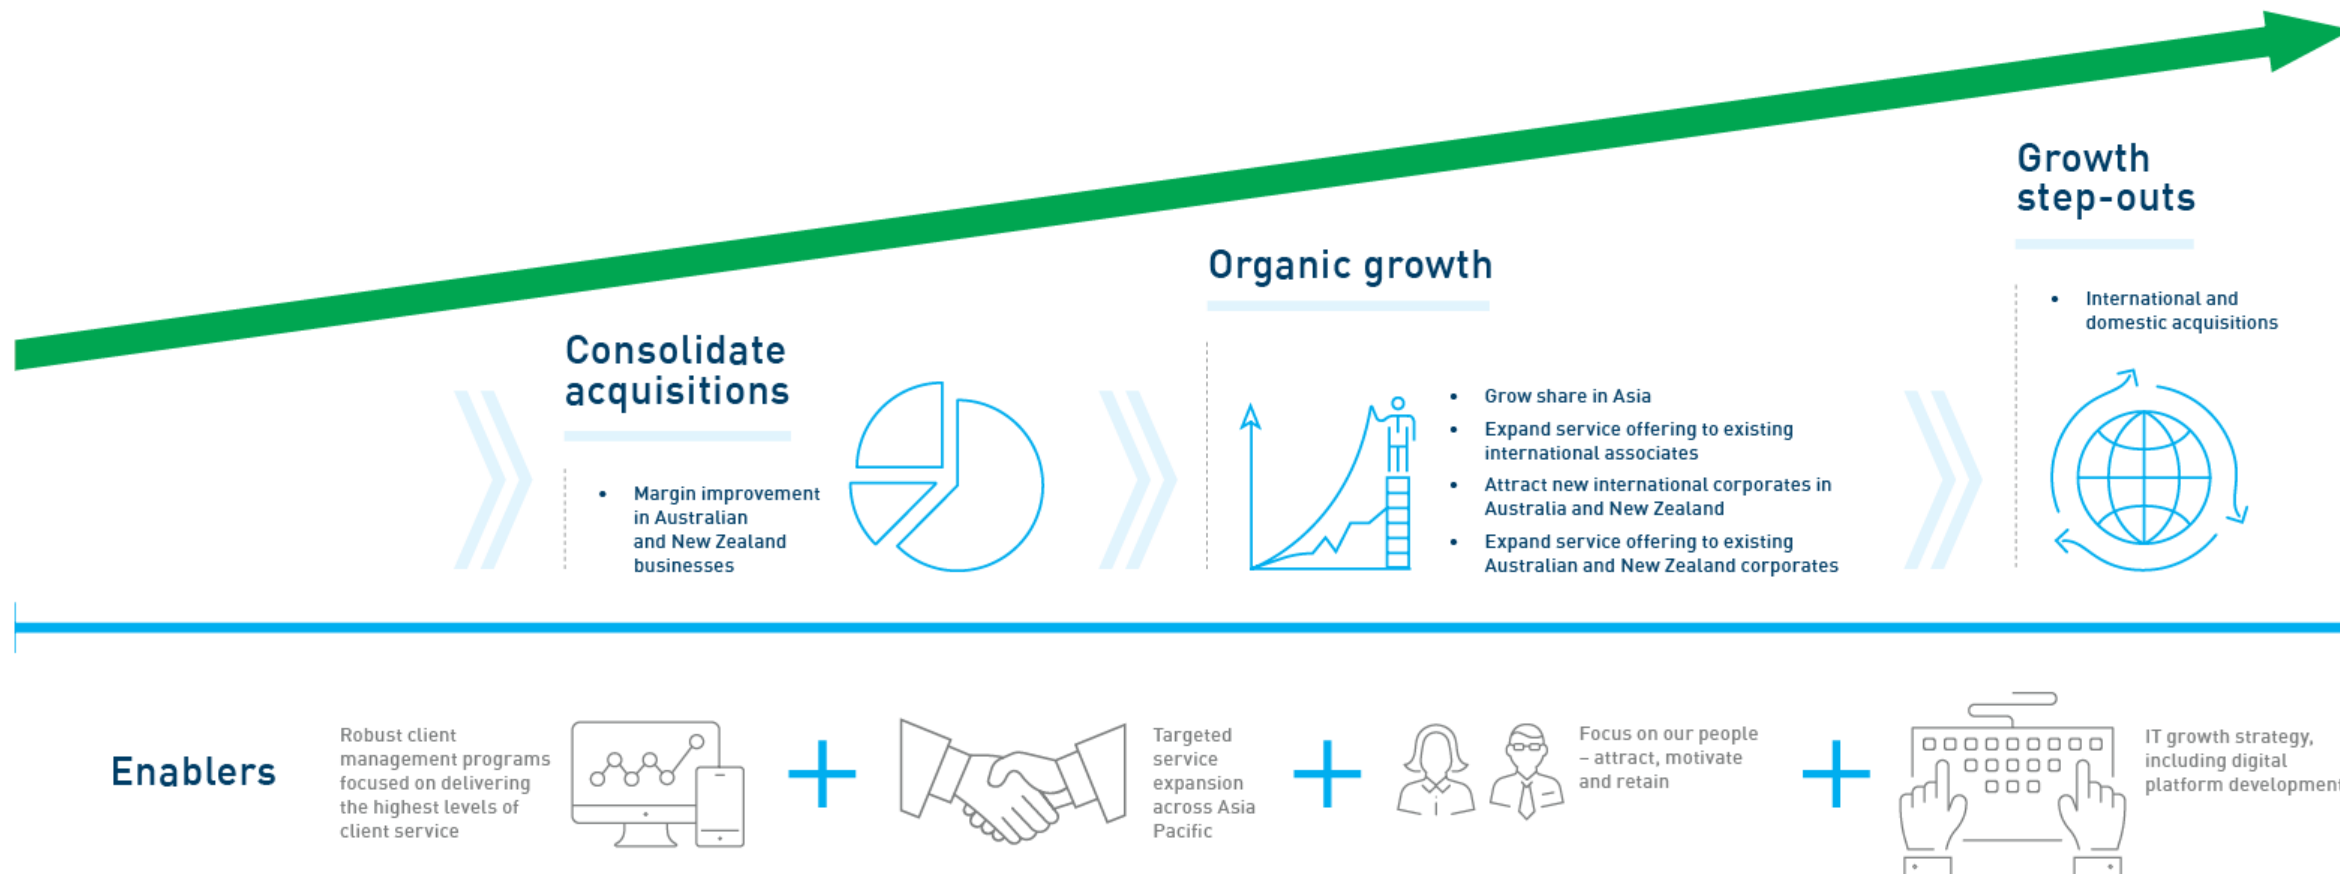 Growth
step-outs
• International and
domestic acquisitions
Organic growth
• Grow share in Asia
• Expand service offering to existing
international associates
• Attract new international corporates in
Australia and New Zealand
• Expand service offering to existing
Australian and New Zealand corporates
Consolidate
acquisitions
• Margin improvement
in Australian
and New Zealand
businesses
Enablers
Robust client
management programs
focused on delivering
the highest levels of
client service
Targeted
service
expansion
across Asia
Pacific
Focus on our people
– attract, motivate
and retain
IT growth strategy,
including digital
platform development